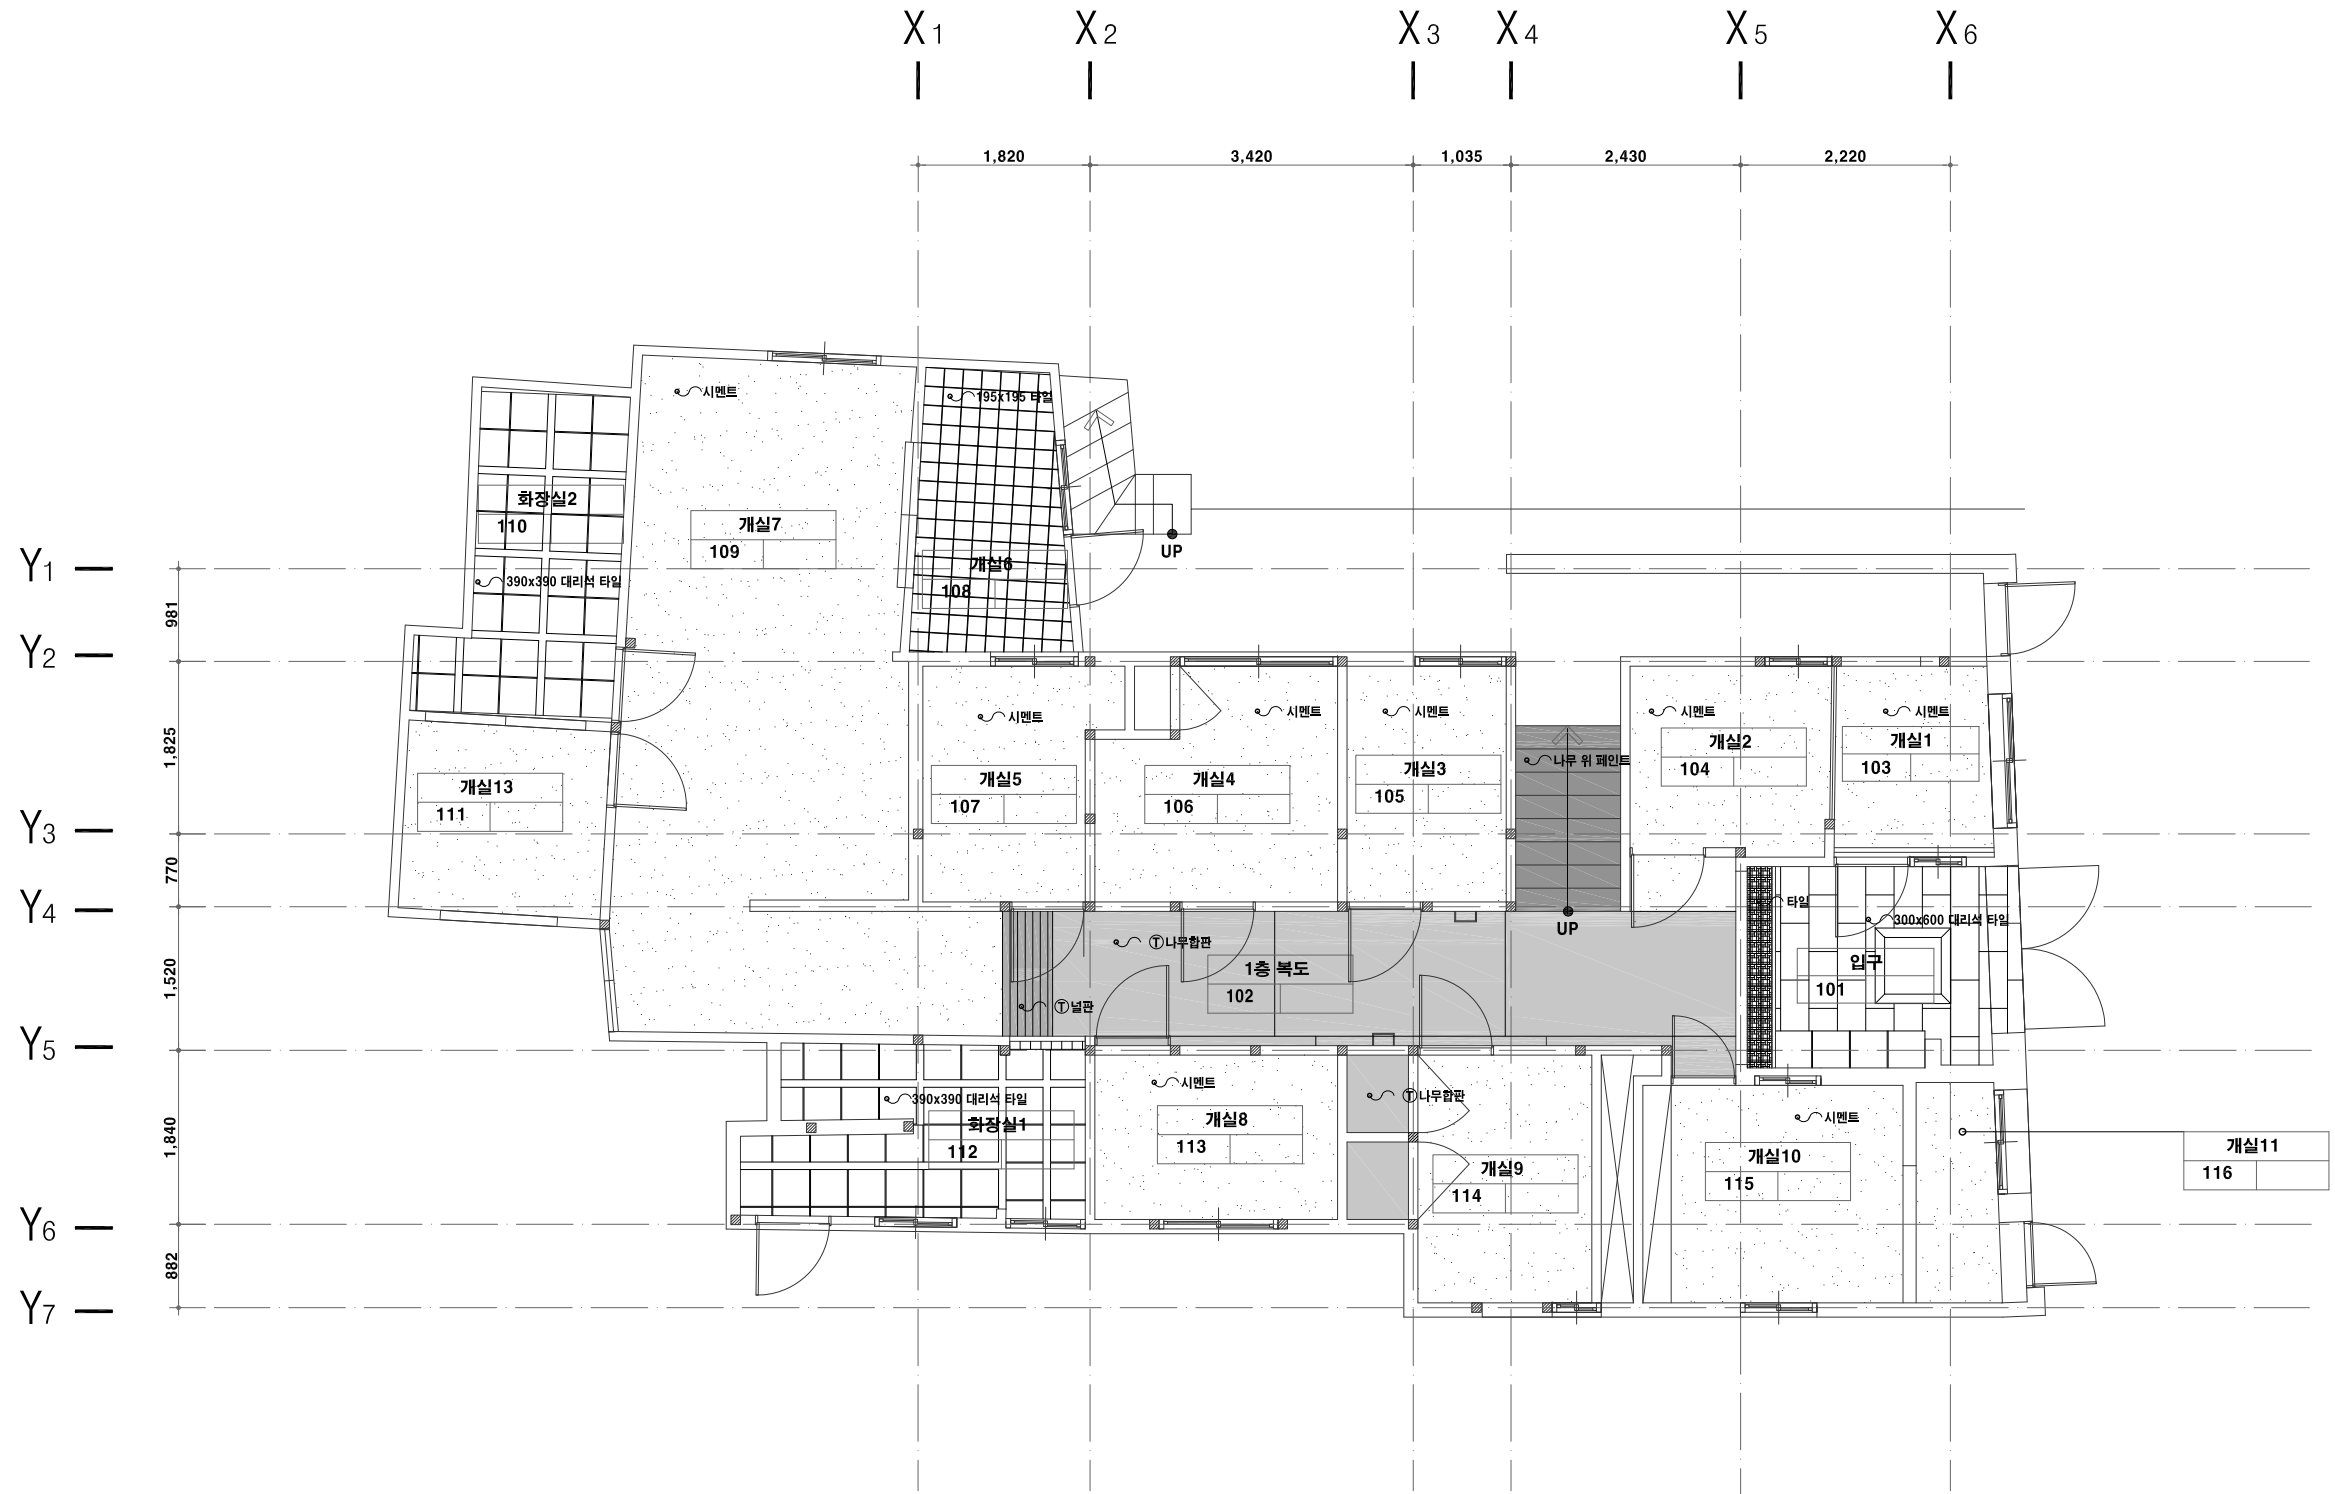 X1 X2 X3 X4 X5 X6
1,820 3,420 1,035 2,430 2,220
Y1
Y2
Y3
Y4
Y5
Y6
Y7
981
1,825
770
1,520
1,840
882
시멘트
195x195 타일
화장실2
110
개실7
109
UP
개실6
108
390x390 대리석 타일
시멘트
시멘트
시멘트
시멘트
시멘트
개실13
111
개실5
107
개실4
106
개실3
105
나무 위 페인트
개실2
104
개실1
103
타일
300x600 대리석 타일
UP
Ⓣ나무합판
1층 복도
102
입구
101
Ⓣ널판
시멘트
390x390 대리석 타일
Ⓣ나무합판
시멘트
화장실1
112
개실8
113
개실9
114
개실10
115
개실11
116